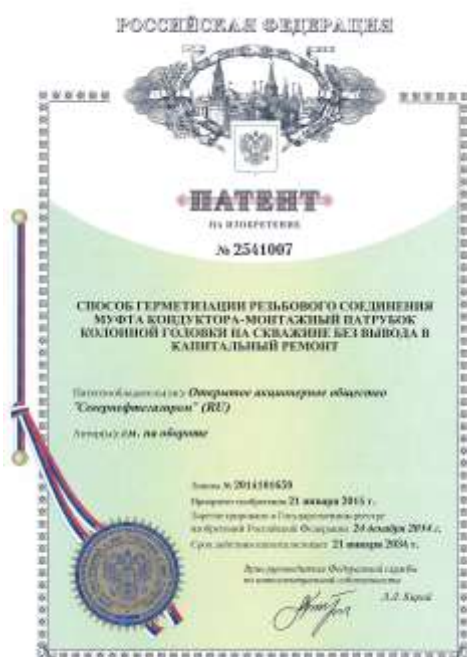 РОССИЙСКАЯ ФЕДЕРАЦИЯ
ПАТЕНТ
НА ИЗОБРЕТЕНИЕ
№ 2541007
СПОСОБ ГЕРМЕТИЗАЦИИ РЕЗЬБОВОГО СОЕДИНЕНИЯ
МУФТА КОНДУКТОРА-МОНТАЖНЫЙ ПАТРУБОК
КОЛОННОЙ ГОЛОВКИ НА СКВАЖИНЕ БЕЗ ВЫВОДА В
КАПИТАЛЬНЫЙ РЕМОНТ
Патентообладатель(ли): Открытое акционерное общество
"Севернефтегазпром" (RU)
Автор(ы): см. на обороте
Заявка № 2014101659
Приоритет изобретения 21 января 2014 г.
Зарегистрировано в Государственном реестре
изобретений Российской Федерации 24 декабря 2014 г.
Срок действия патента истекает 21 января 2034 г.
Врио руководителя Федеральной службы
по интеллектуальной собственности
Л.Л. Кирий